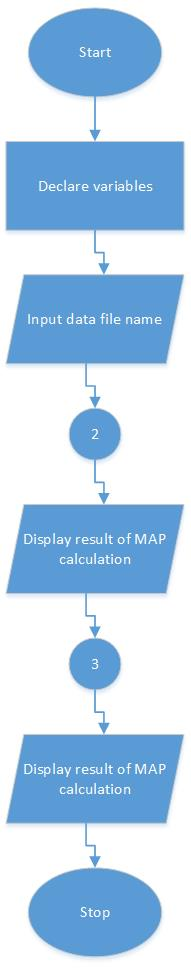 Start
Declare variables
Input data file name
2
Display result of MAP
calculation
3
Display result of MAP
calculation
Stop